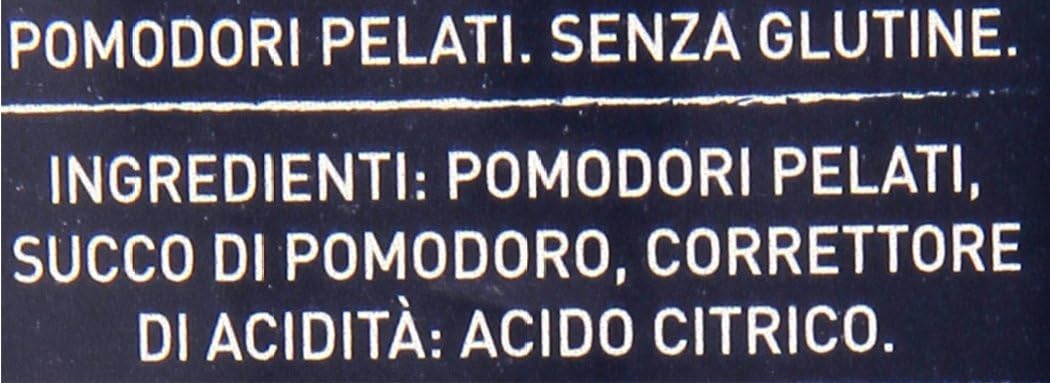 POMODORI PELATI. SENZA GLUTINE.
INGREDIENTI: POMODORI PELATI,
SUCCO DI POMODORO, CORRETTORE
DI ACIDITÀ: ACIDO CITRICO.